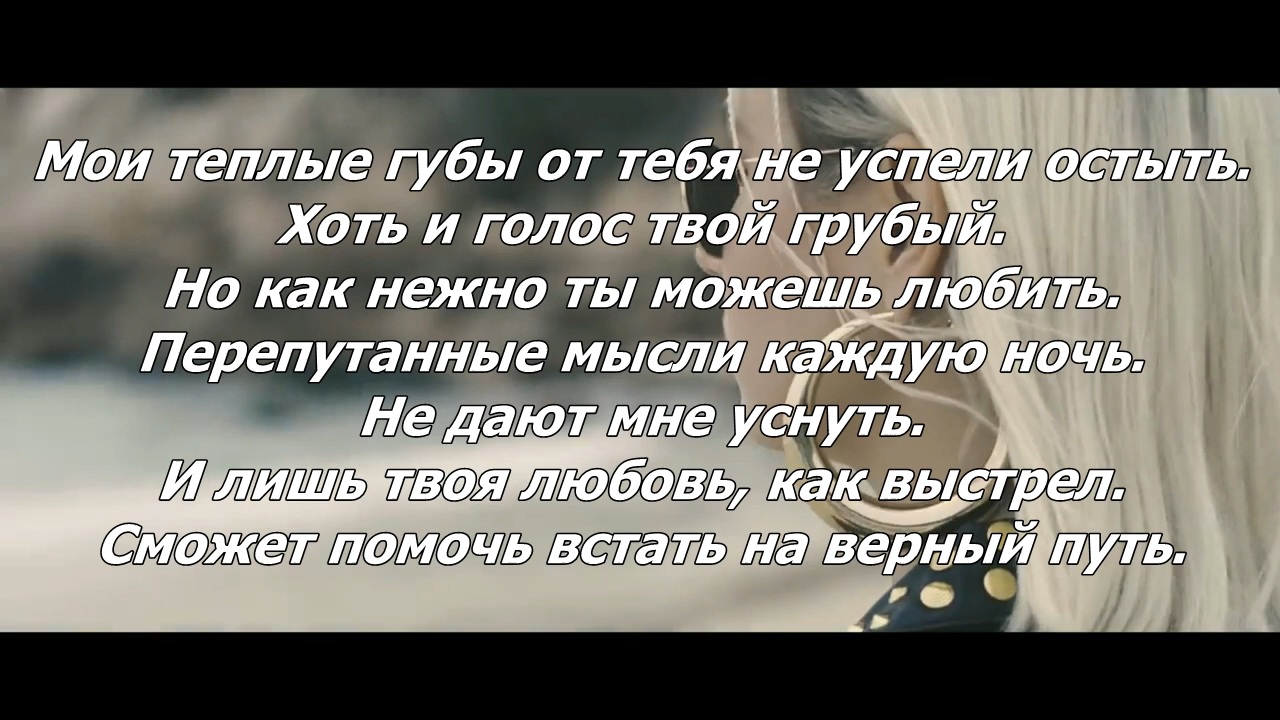 Мои теплые губы от тебя не успели остыть.
Хоть и голос твой грубый.
Но как нежно ты можешь любить.
Перепутанные мысли каждую ночь.
Не дают мне уснуть.
И лишь твоя любовь, как выстрел.
Сможет помочь встать на верный путь.